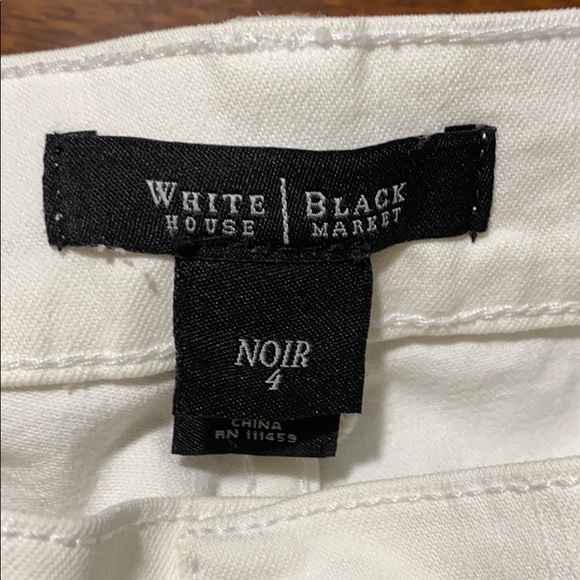 WHITE | BLACK
HOUSE MARKET
NOIR
4
CHINA
RN 111459